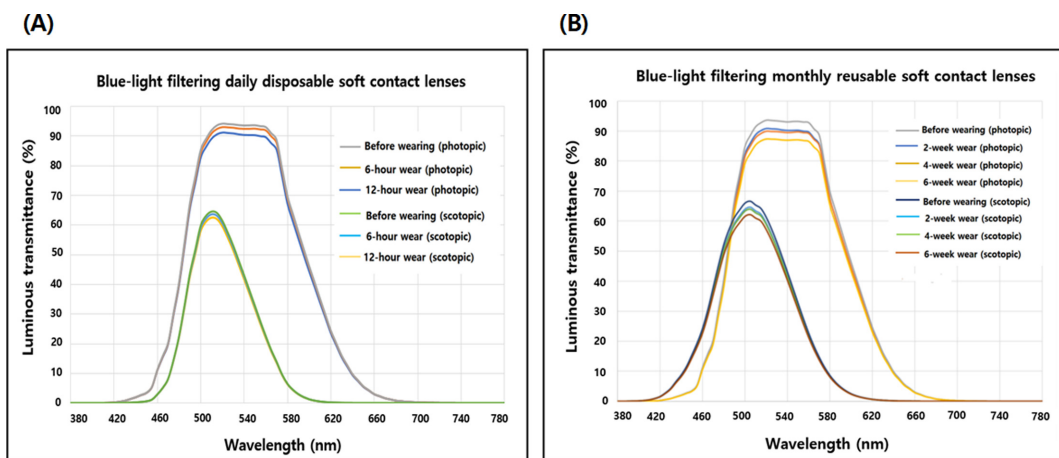 (A)
Blue-light filtering daily disposable soft contact lenses
Luminous transmittance (%)
100
90
80
70
60
50
40
30
20
10
0
Before wearing (photopic)
6-hour wear (photopic)
12-hour wear (photopic)
Before wearing (scotopic)
6-hour wear (scotopic)
12-hour wear (scotopic)
380 420 460 500 540 580 620 660 700 740 780
Wavelength (nm)
(B)
Blue-light filtering monthly reusable soft contact lenses
Luminous transmittance (%)
100
90
80
70
60
50
40
30
20
10
0
Before wearing (photopic)
2-week wear (photopic)
4-week wear (photopic)
6-week wear (photopic)
Before wearing (scotopic)
2-week wear (scotopic)
4-week wear (scotopic)
6-week wear (scotopic)
380 420 460 500 540 580 620 660 700 740 780
Wavelength (nm)